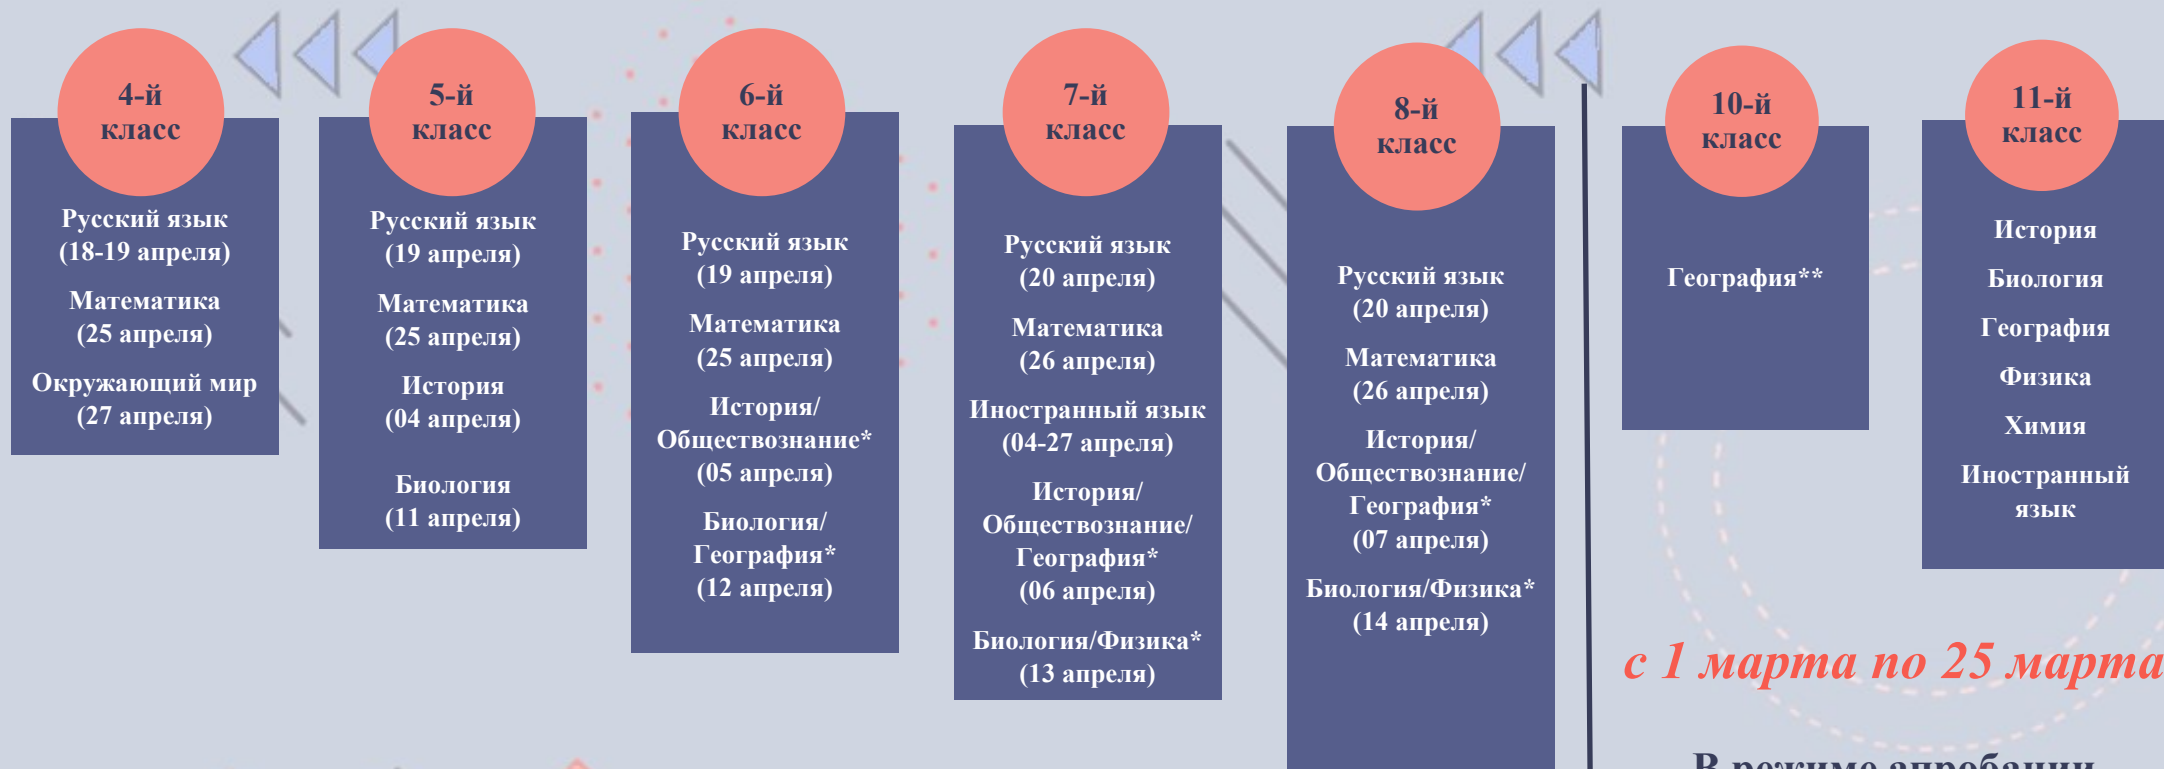 4-й
класс
Русский язык
(18-19 апреля)
Математика
(25 апреля)
Окружающий мир
(27 апреля)
5-й
класс
Русский язык
(19 апреля)
Математика
(25 апреля)
История
(04 апреля)
Биология
(11 апреля)
6-й
класс
Русский язык
(19 апреля)
Математика
(25 апреля)
История/
Обществознание*
(05 апреля)
Биология/
География*
(12 апреля)
7-й
класс
Русский язык
(20 апреля)
Математика
(26 апреля)
Иностранный язык
(04-27 апреля)
История/
Обществознание/
География*
(06 апреля)
Биология/Физика*
(13 апреля)
8-й
класс
Русский язык
(20 апреля)
Математика
(26 апреля)
История/
Обществознание/
География*
(07 апреля)
Биология/Физика*
(14 апреля)
10-й
класс
География**
11-й
класс
История
Биология
География
Физика
Химия
Иностранный
язык
с 1 марта по 25 марта
В режиме апробации